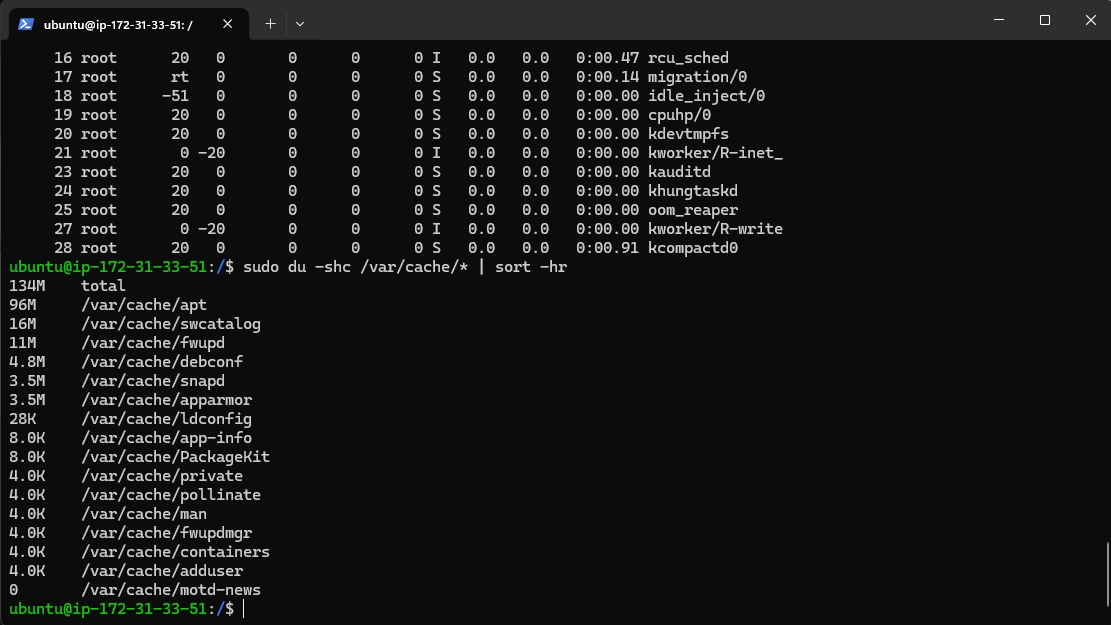 ubuntu@ip-172-31-33-51: /
16 root 20 0 0 0 0 I 0.0 0.0 0:00.47 rcu_sched
17 root rt 0 0 0 0 S 0.0 0.0 0:00.14 migration/0
18 root -51 0 0 0 0 S 0.0 0.0 0:00.00 idle_inject/0
19 root 20 0 0 0 0 S 0.0 0.0 0:00.00 cpuhp/0
20 root 20 0 0 0 0 S 0.0 0.0 0:00.00 kdevtmpfs
21 root 0 -20 0 0 0 I 0.0 0.0 0:00.00 kworker/R-inet_
23 root 20 0 0 0 0 S 0.0 0.0 0:00.00 kauditd
24 root 20 0 0 0 0 S 0.0 0.0 0:00.00 khungtaskd
25 root 20 0 0 0 0 S 0.0 0.0 0:00.00 oom_reaper
27 root 0 -20 0 0 0 I 0.0 0.0 0:00.00 kworker/R-write
28 root 20 0 0 0 0 S 0.0 0.0 0:00.91 kcompactd0
ubuntu@ip-172-31-33-51:/$ sudo du -shc /var/cache/* | sort -hr
134M total
96M /var/cache/apt
16M /var/cache/swcatalog
11M /var/cache/fwupd
4.8M /var/cache/debconf
3.5M /var/cache/snapd
3.5M /var/cache/apparmor
28K /var/cache/ldconfig
8.0K /var/cache/app-info
8.0K /var/cache/PackageKit
4.0K /var/cache/private
4.0K /var/cache/pollinate
4.0K /var/cache/man
4.0K /var/cache/fwupdmgr
4.0K /var/cache/containers
4.0K /var/cache/adduser
0 /var/cache/motd-news
ubuntu@ip-172-31-33-51:/$